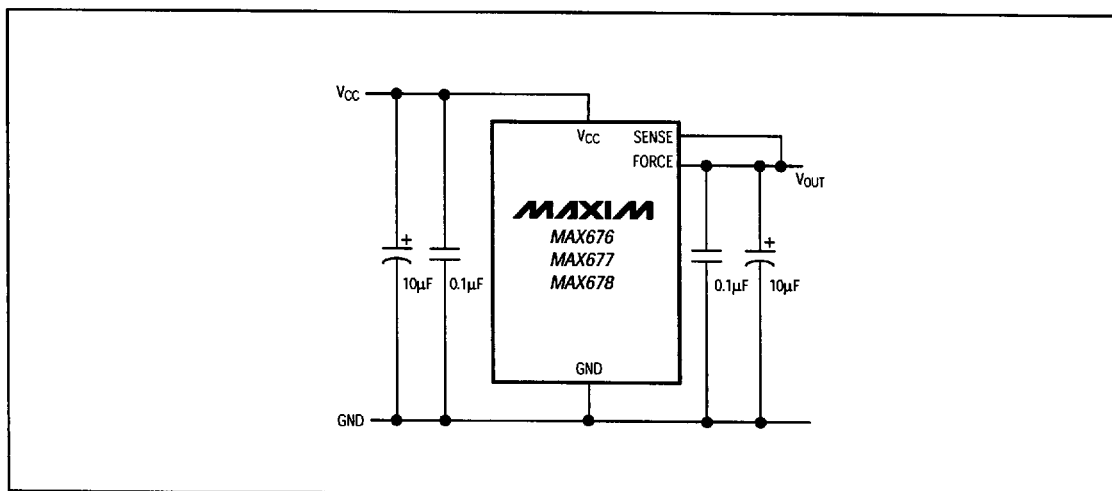 VCC
VCC
SENSE
FORCE
VOUT
MAXIM
MAX676
MAX677
MAX678
+
10µF
0.1µF
0.1µF
+
10µF
GND
GND